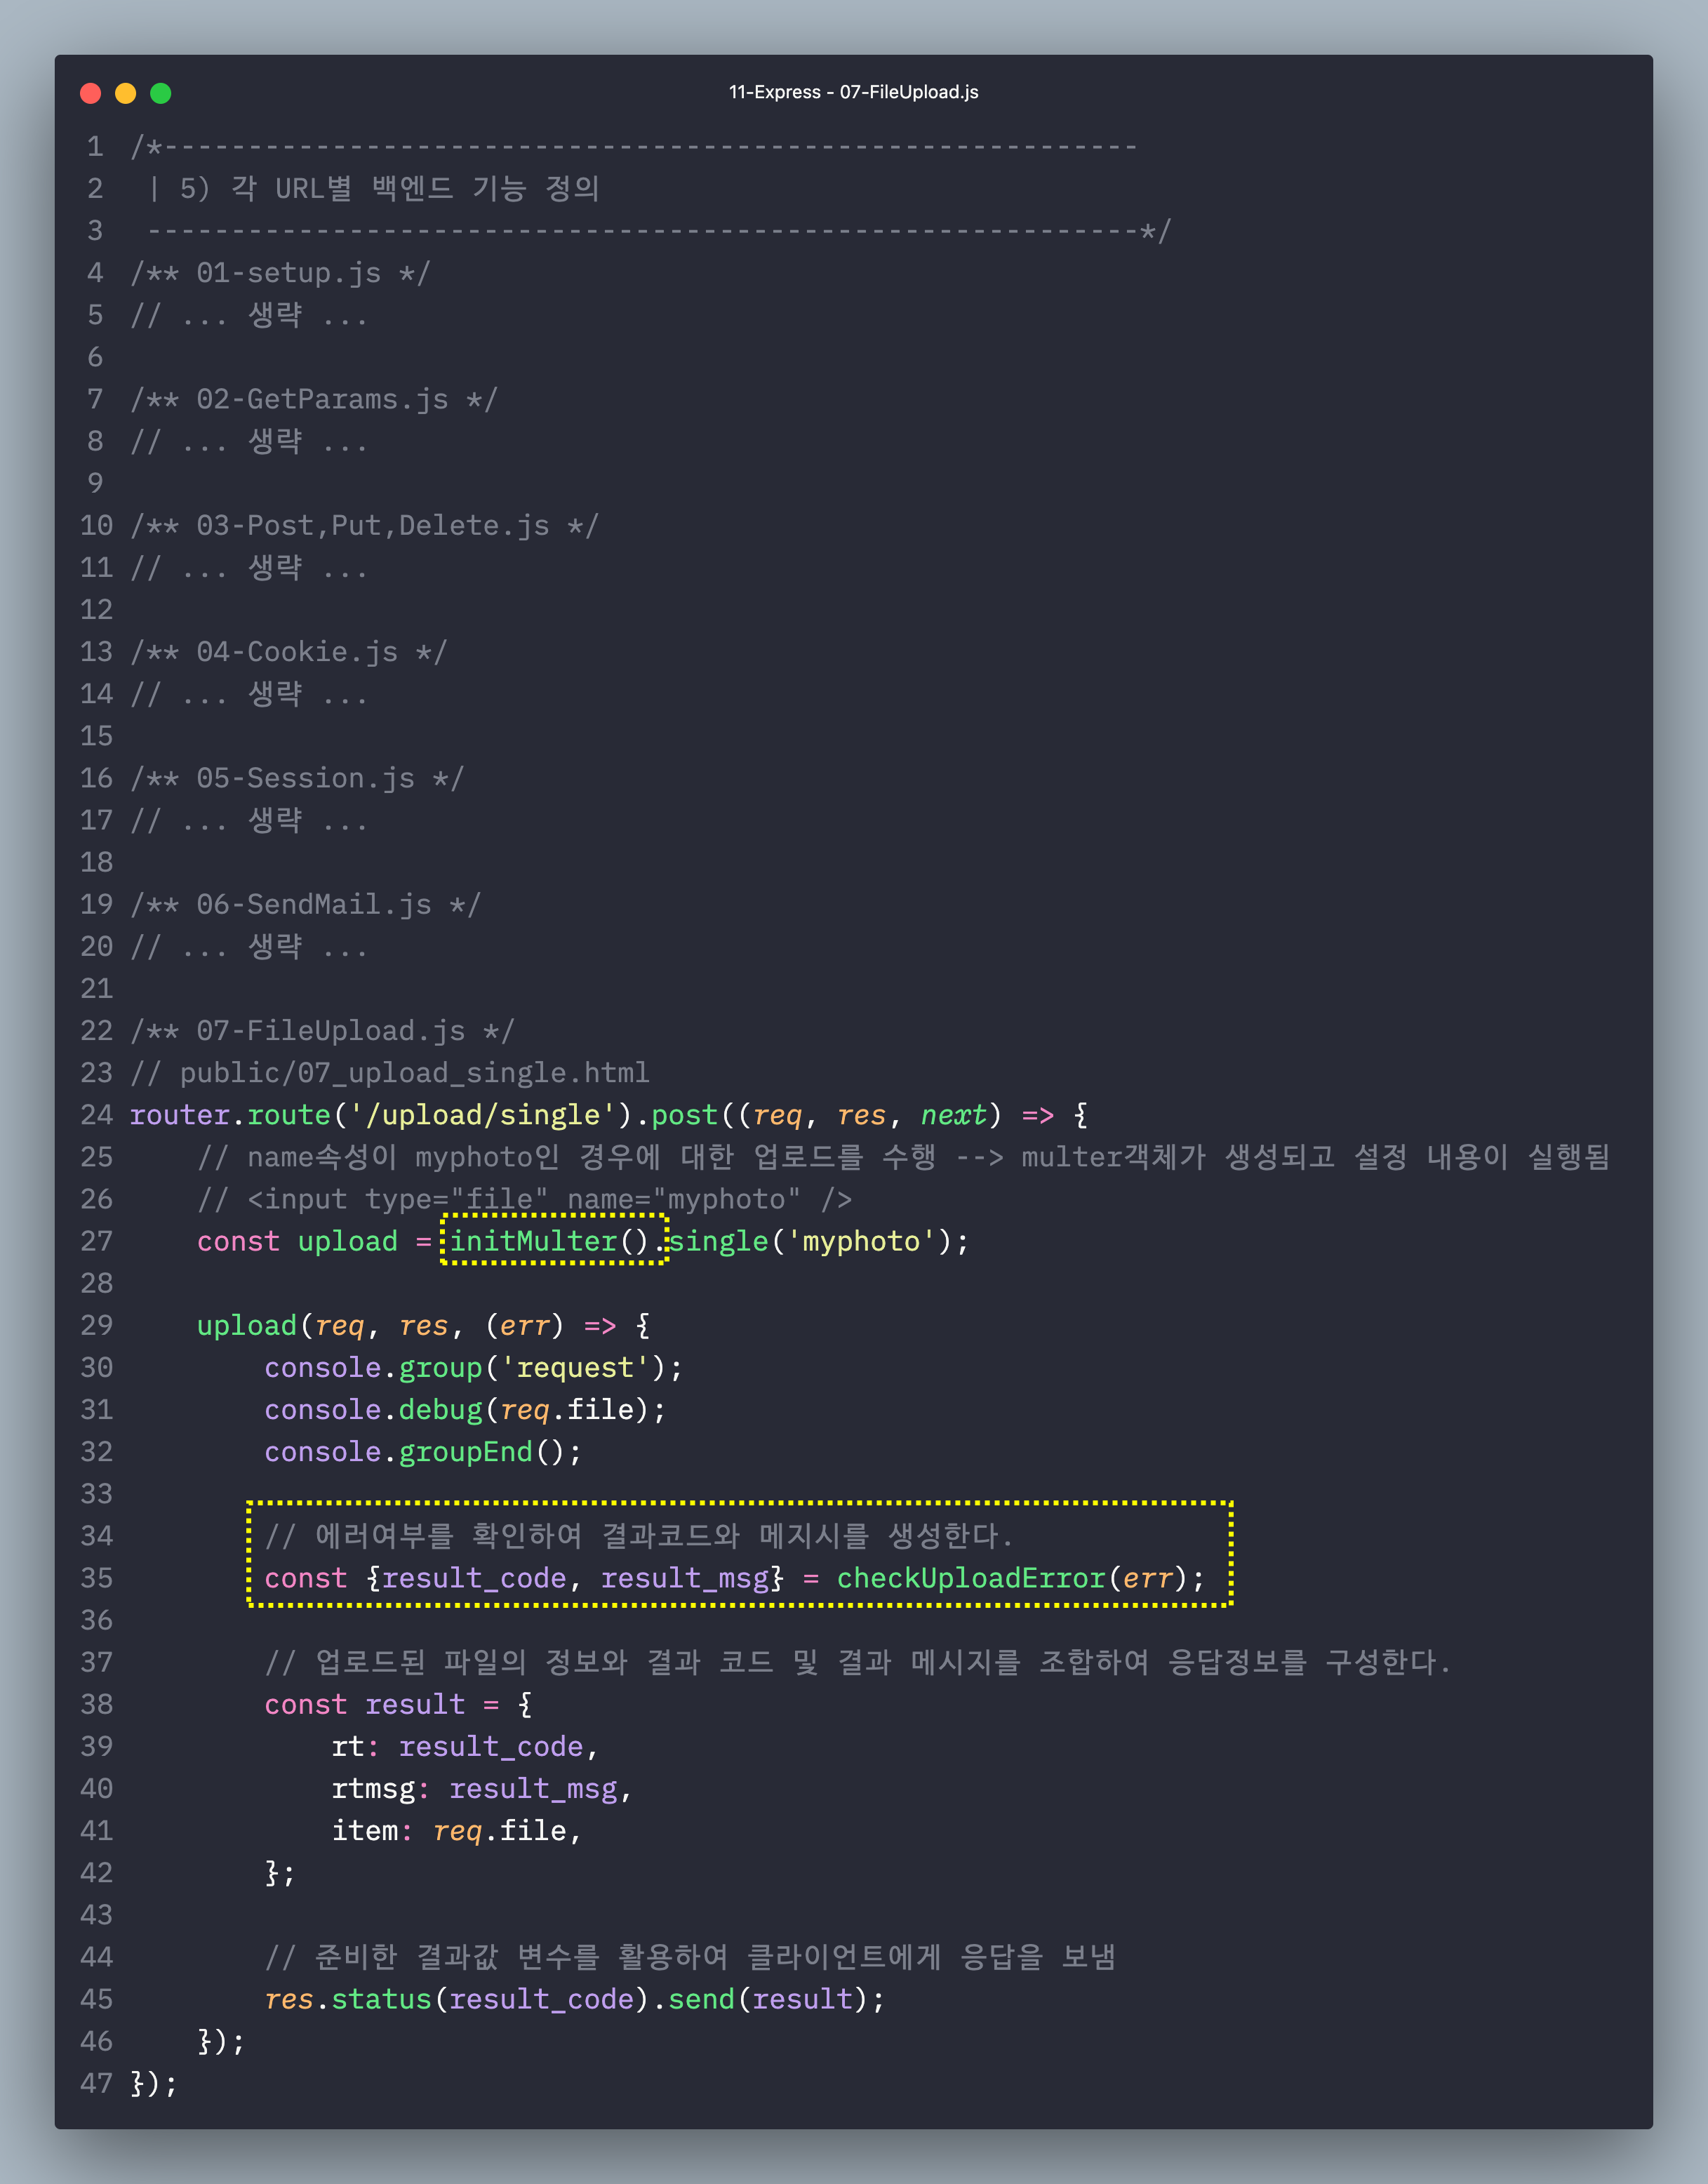 11-Express - 07-FileUpload.js
1 /*----------------------------------------------------------
2  | 5) 각 URL별 백엔드 기능 정의
3  -----------------------------------------------------------*/
4 /** 01-setup.js */
5 // ... 생략 ...
6
7 /** 02-GetParams.js */
8 // ... 생략 ...
9
10 /** 03-Post,Put,Delete.js */
11 // ... 생략 ...
12
13 /** 04-Cookie.js */
14 // ... 생략 ...
15
16 /** 05-Session.js */
17 // ... 생략 ...
18
19 /** 06-SendMail.js */
20 // ... 생략 ...
21
22 /** 07-FileUpload.js */
23 // public/07_upload_single.html
24 router.route('/upload/single').post((req, res, next) => {
25     // name속성이 myphoto인 경우에 대한 업로드를 수행 --> multer객체가 생성되고 설정 내용이 실행됨
26     // <input type="file" name="myphoto" />
27     const upload = initMulter().single('myphoto');
28
29     upload(req, res, (err) => {
30         console.group('request');
31         console.debug(req.file);
32         console.groupEnd();
33
34         // 에러여부를 확인하여 결과코드와 메지시를 생성한다.
35         const {result_code, result_msg} = checkUploadError(err);
36
37         // 업로드된 파일의 정보와 결과 코드 및 결과 메시지를 조합하여 응답정보를 구성한다.
38         const result = {
39             rt: result_code,
40             rtmsg: result_msg,
41             item: req.file,
42         };
43
44         // 준비한 결과값 변수를 활용하여 클라이언트에게 응답을 보냄
45         res.status(result_code).send(result);
46     });
47 });